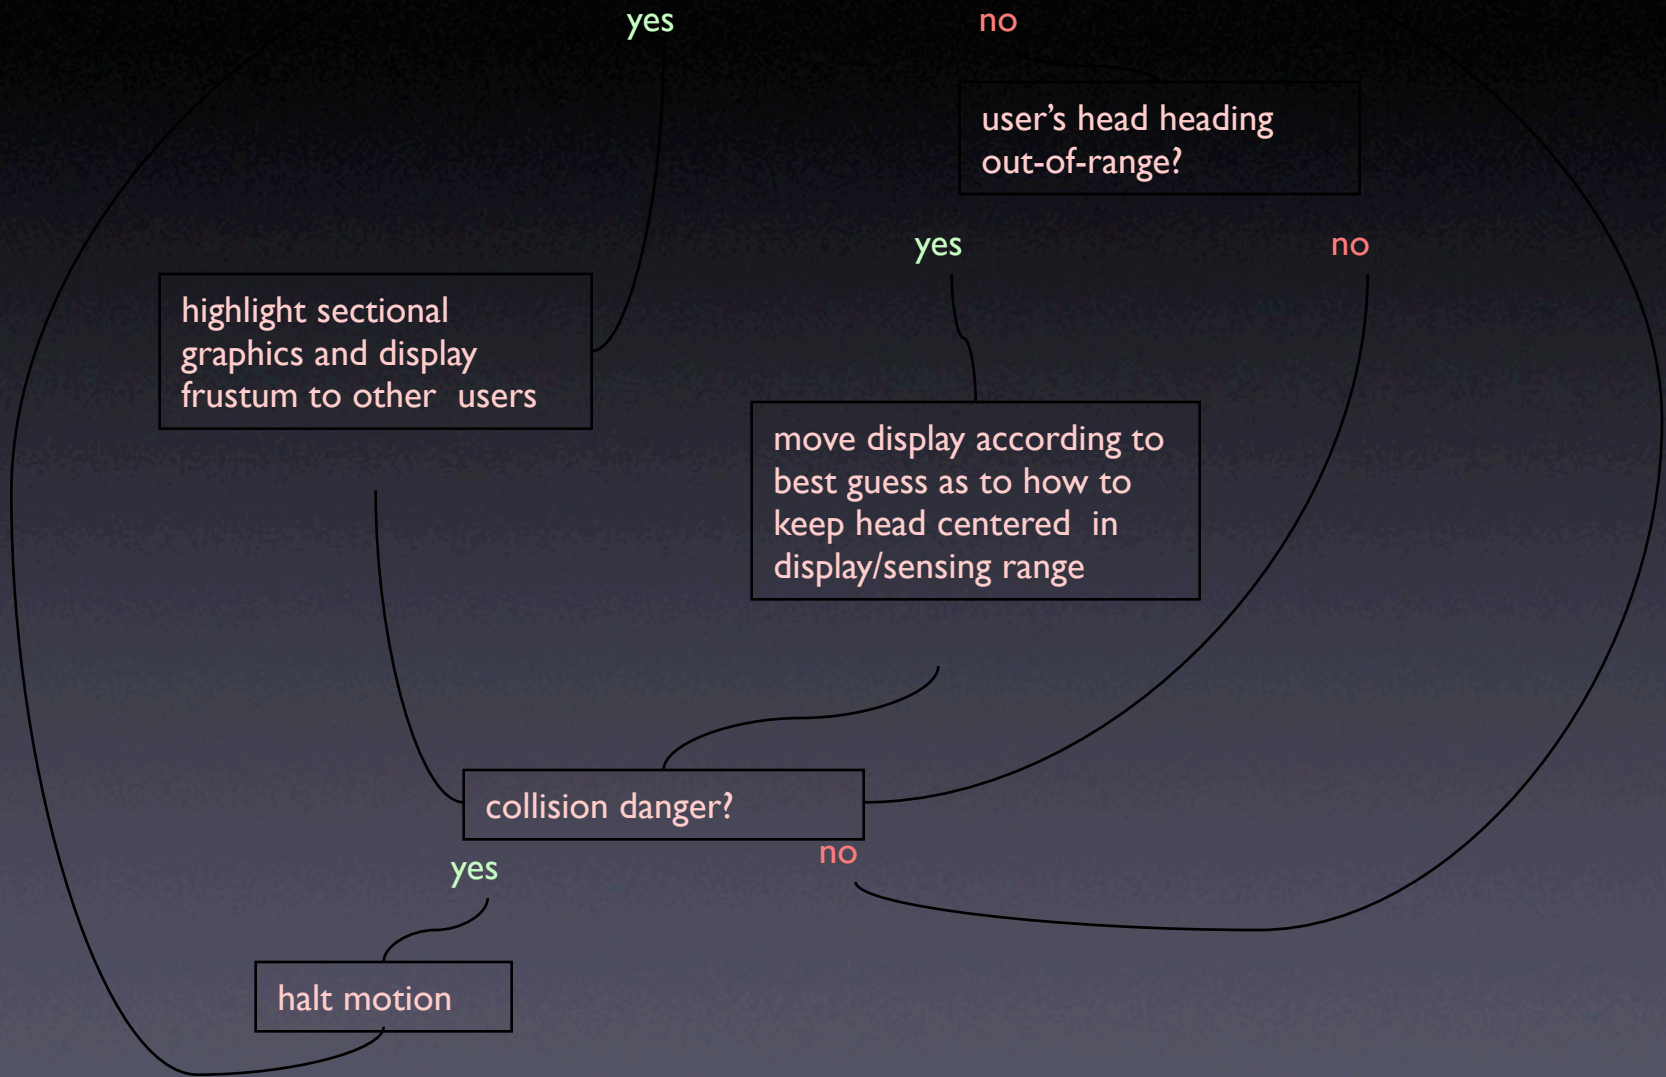 yes
no
user's head heading
out-of-range?
yes
no
highlight sectional
graphics and display
frustum to other  users
move display according to
best guess as to how to
keep head centered  in
display/sensing range
collision danger?
no
yes
halt motion